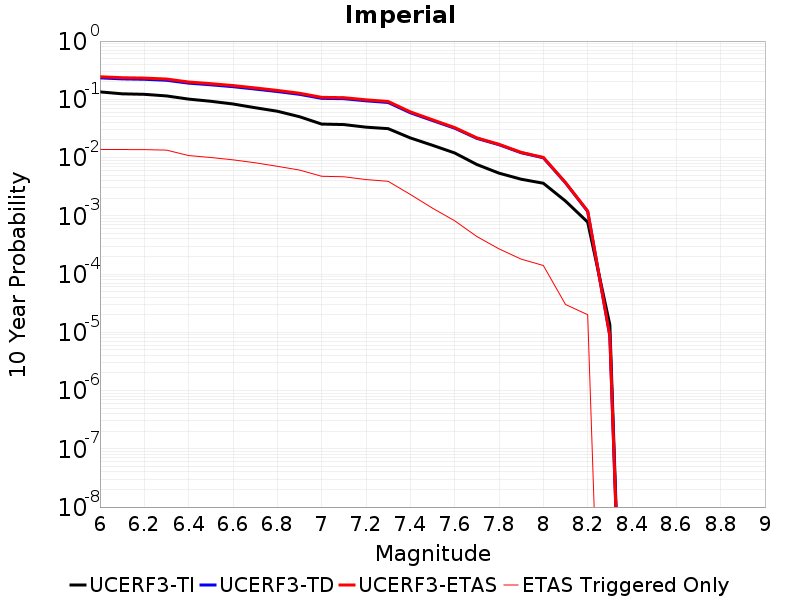 Imperial
10 Year Probability
10^0
10^-1
10^-2
10^-3
10^-4
10^-5
10^-6
10^-7
10^-8
6 6.2 6.4 6.6 6.8 7 7.2 7.4 7.6 7.8 8 8.2 8.4 8.6 8.8 9
Magnitude
UCERF3-TI UCERF3-TD UCERF3-ETAS ETAS Triggered Only